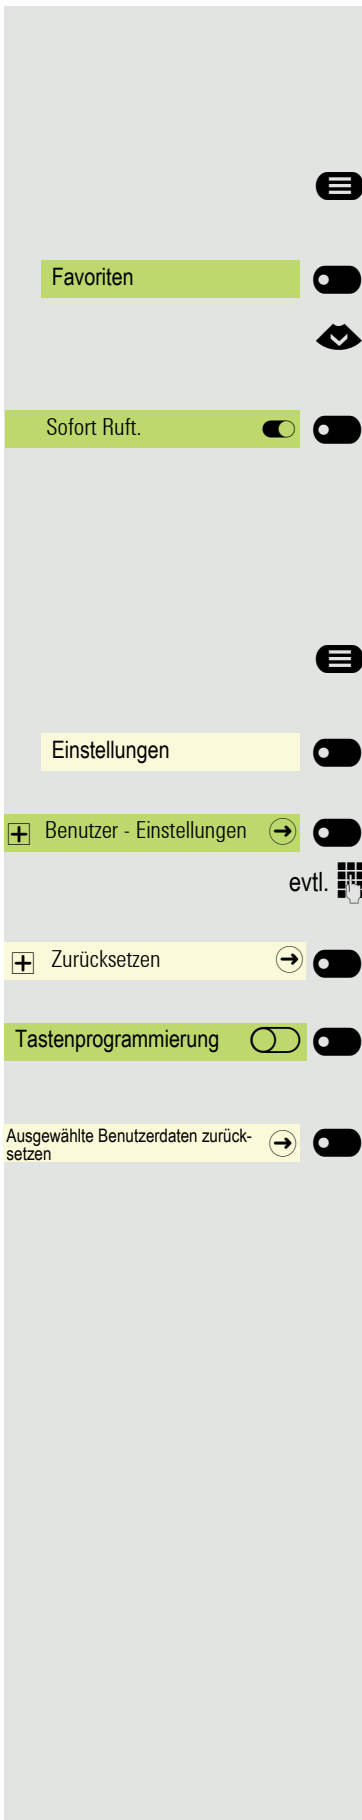 Favoriten
Sofort Ruft.
Einstellungen
Benutzer - Einstellungen
evtl.
Zurücksetzen
Tastenprogrammierung
Ausgewählte Benutzerdaten zurück-
setzen